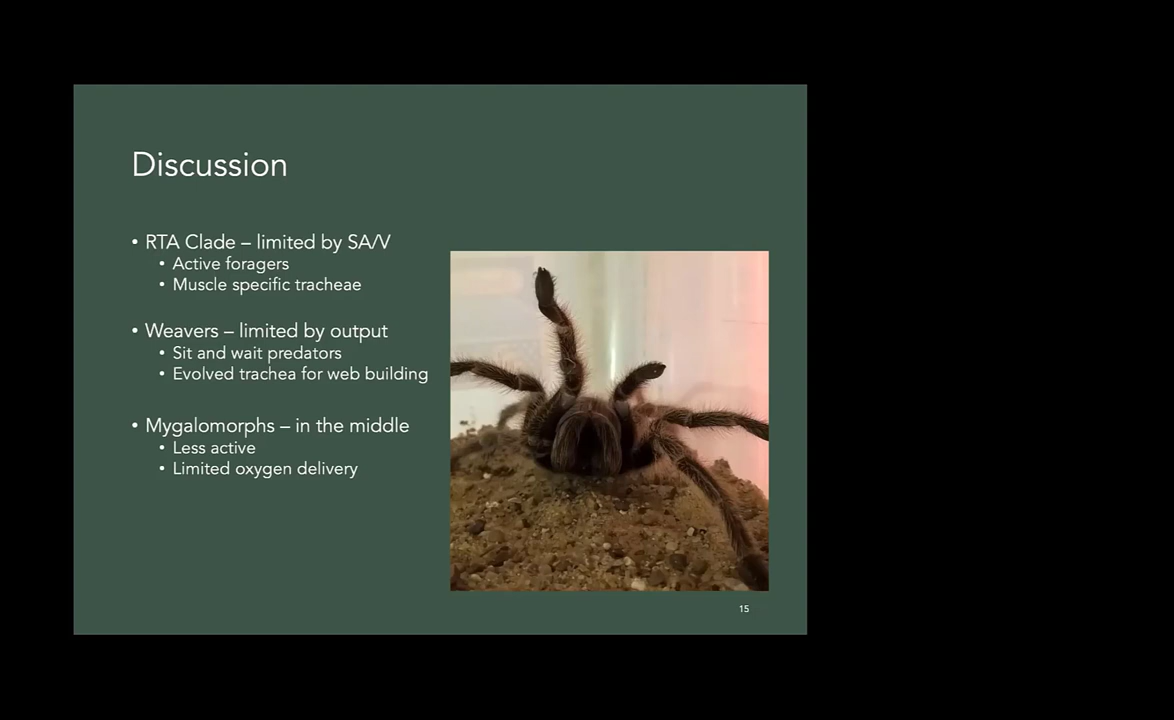 Discussion
• RTA Clade – limited by SA/V
• Active foragers
• Muscle specific tracheae
• Weavers – limited by output
• Sit and wait predators
• Evolved trachea for web building
• Mygalomorphs – in the middle
• Less active
• Limited oxygen delivery
15